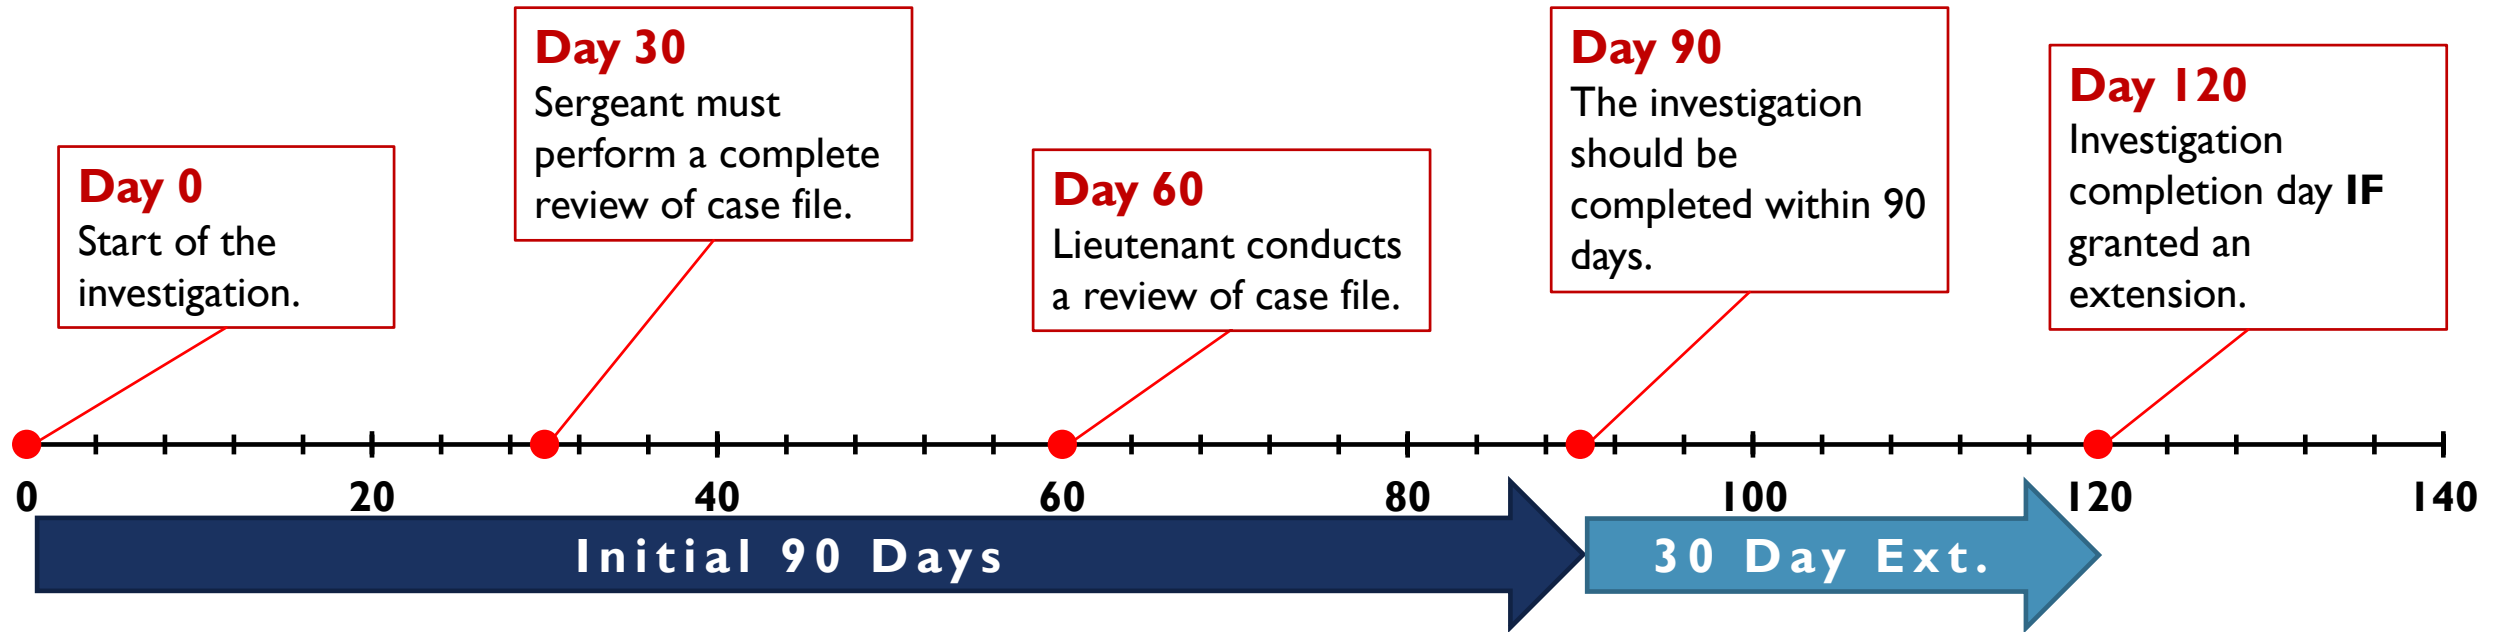 Day 0
Start of the
investigation.
Day 30
Sergeant must
perform a complete
review of case file.
Day 60
Lieutenant conducts
a review of case file.
Day 90
The investigation
should be
completed within 90
days.
Day 120
Investigation
completion day IF
granted an
extension.
0 20 40 60 80 100 120 140
Initial 90 Days
30 Day Ext.